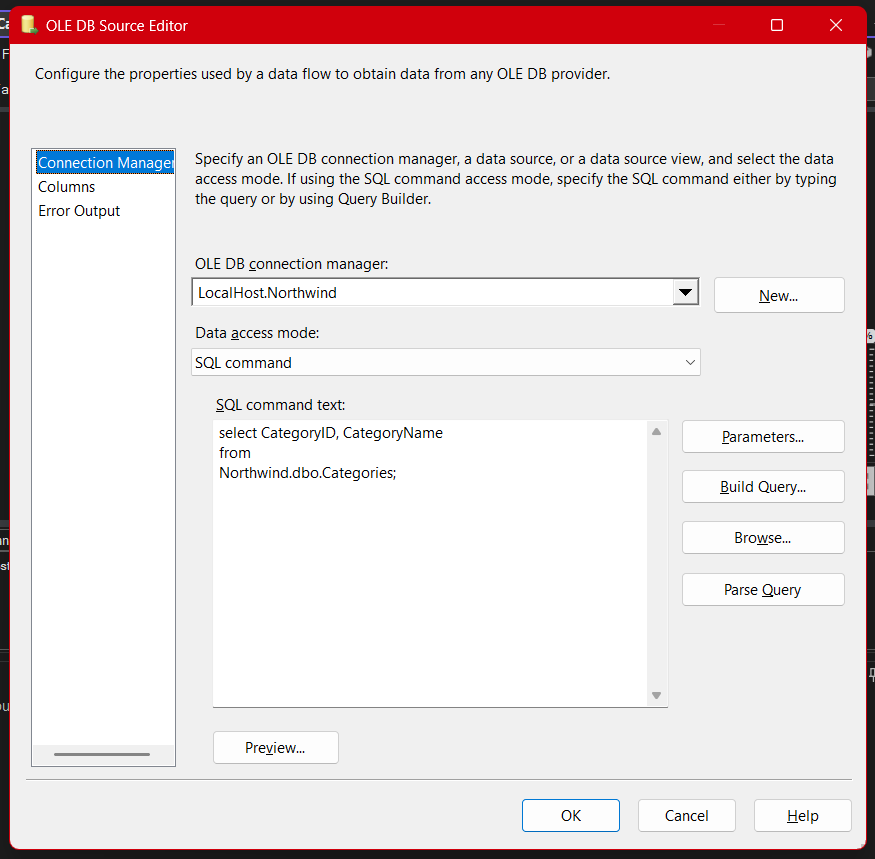 OLE DB Source Editor
Configure the properties used by a data flow to obtain data from any OLE DB provider.
Connection Manager
Columns
Error Output
Specify an OLE DB connection manager, a data source, or a data source view, and select the data
access mode. If using the SQL command access mode, specify the SQL command either by typing
the query or by using Query Builder.
OLE DB connection manager:
LocalHost.Northwind
New...
Data access mode:
SQL command
SQL command text:
select CategoryID, CategoryName
from
Northwind.dbo.Categories;
Parameters...
Build Query...
Browse...
Parse Query
Preview...
OK
Cancel
Help